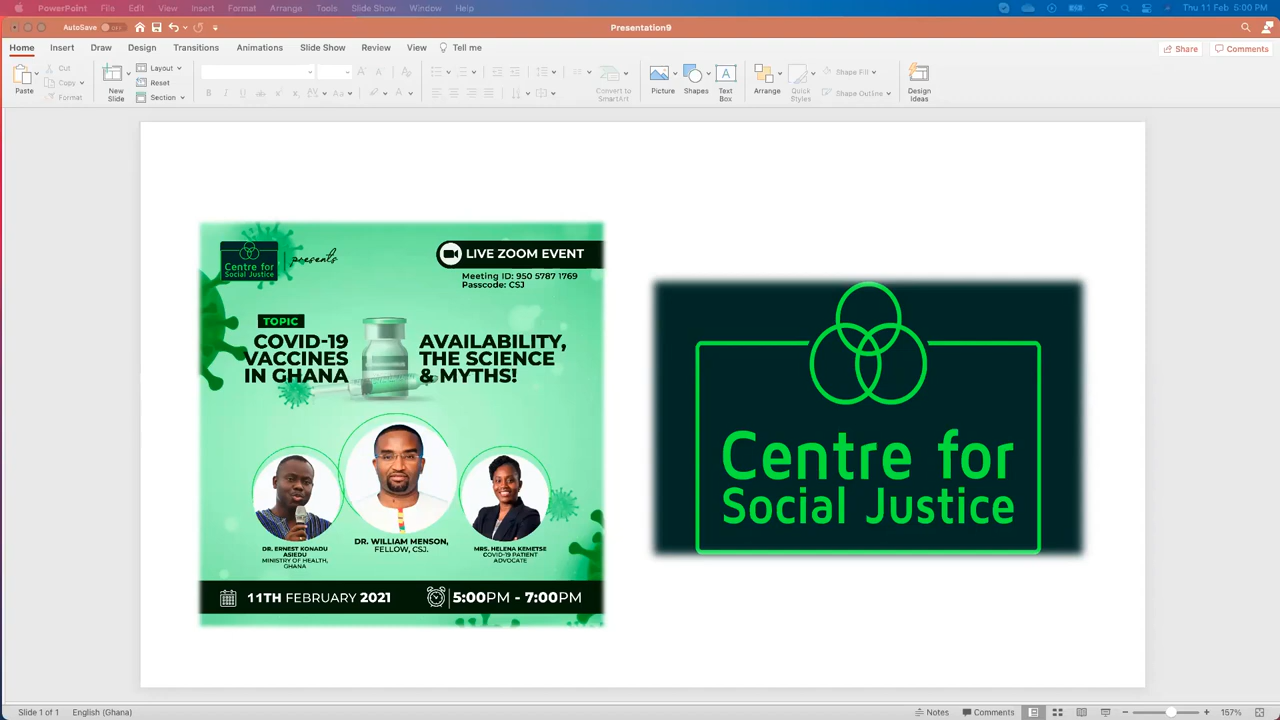 PowerPoint File Edit View Insert Format Arrange Tools Slide Show Window Help Thu 11 Feb 5:00 PM
AutoSave OFF Presentation9
Home Insert Draw Design Transitions Animations Slide Show Review View Tell me Share Comments
Paste Cut Copy Format
New Slide Layout Reset Section
B I U ab x x AV Aa A
Convert to SmartArt
Picture Shapes Text Box Arrange Quick Styles Shape Fill Shape Outline Design Ideas
Centre for
Social Justice
presents
LIVE ZOOM EVENT
Meeting ID: 950 5787 1769
Passcode: CSJ
TOPIC
COVID-19
VACCINES
IN GHANA
AVAILABILITY,
THE SCIENCE
& MYTHS!
DR. ERNEST KONADU
ASIEDU
MINISTRY OF HEALTH,
GHANA
DR. WILLIAM MENSON,
FELLOW, CSJ.
MRS. HELENA KEMETSE
COVID-19 PATIENT
ADVOCATE
11TH FEBRUARY 2021
5:00PM - 7:00PM
Centre for
Social Justice
Slide 1 of 1 English (Ghana) Notes Comments 157%